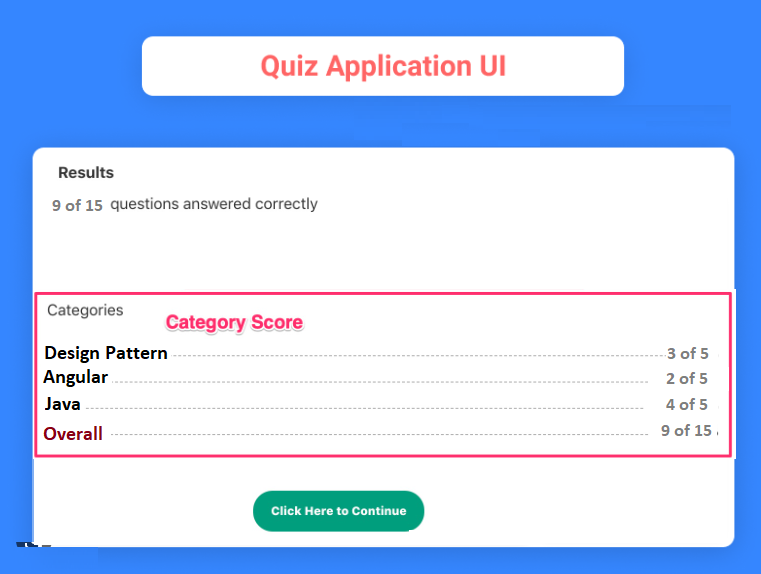 Quiz Application UI
Results
9 of 15 questions answered correctly
Categories
Category Score
Design Pattern 3 of 5
Angular 2 of 5
Java 4 of 5
Overall 9 of 15
Click Here to Continue